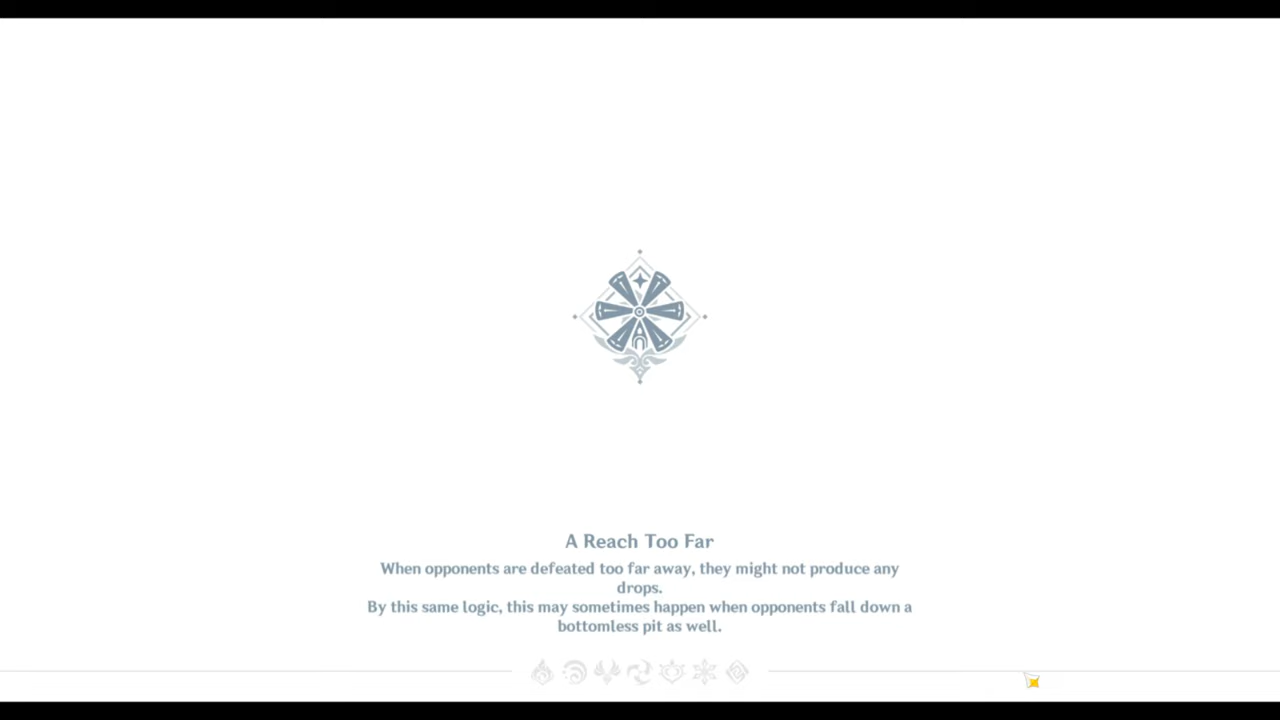 A Reach Too Far
When opponents are defeated too far away, they might not produce any
drops.
By this same logic, this may sometimes happen when opponents fall down a
bottomless pit as well.